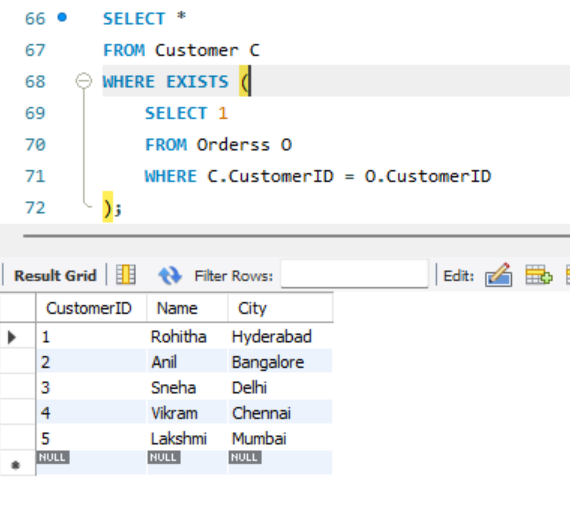 66 SELECT *
67 FROM Customer C
68 WHERE EXISTS (
69 SELECT 1
70 FROM Orderss O
71 WHERE C.CustomerID = O.CustomerID
72 );
Result Grid Filter Rows: Edit:
CustomerID Name City
1 Rohitha Hyderabad
2 Anil Bangalore
3 Sneha Delhi
4 Vikram Chennai
5 Lakshmi Mumbai
NULL NULL NULL